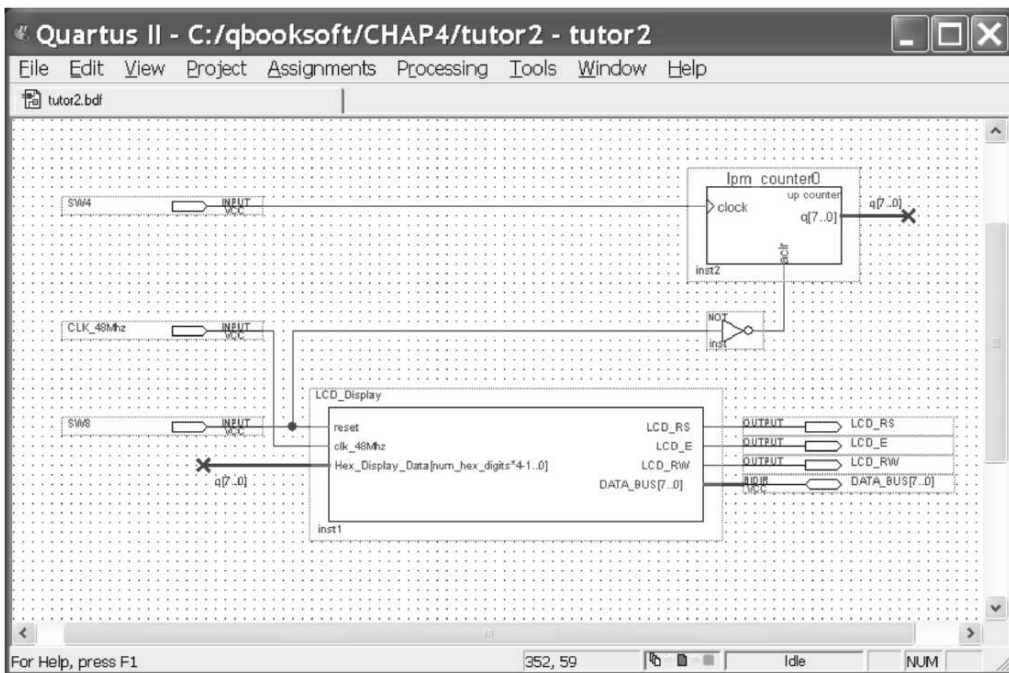 Quartus II - C:/qbooksoft/CHAP4/tutor2 - tutor2
File Edit View Project Assignments Processing Tools Window Help
tutor2.bdf
lpm_counter0
up counter
SW4
INPUT
VCC
clock
q[7..0]
q[7..0]
aclr
inst2
CLK_48Mhz
INPUT
VCC
NOT
inst
LCD_Display
SW8
INPUT
VCC
reset
LCD_RS
OUTPUT
LCD_RS
clk_48Mhz
LCD_E
OUTPUT
LCD_E
Hex_Display_Data[num_hex_digits*4-1..0]
LCD_RW
OUTPUT
LCD_RW
q[7..0]
DATA_BUS[7..0]
BIDIR
VCC
DATA_BUS[7..0]
inst1
For Help, press F1
352, 59
Idle
NUM